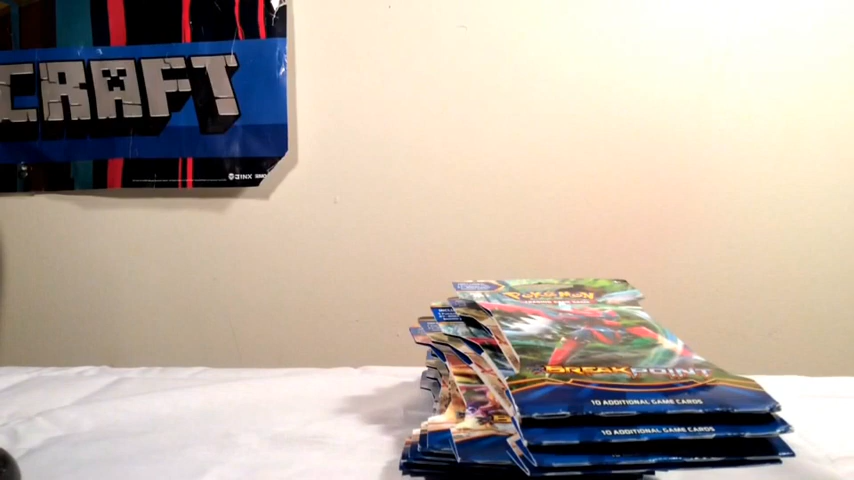 CRAFT
JINX
POKÉMON
BREAKPOINT
10 ADDITIONAL GAME CARDS
10 ADDITIONAL GAME CARDS